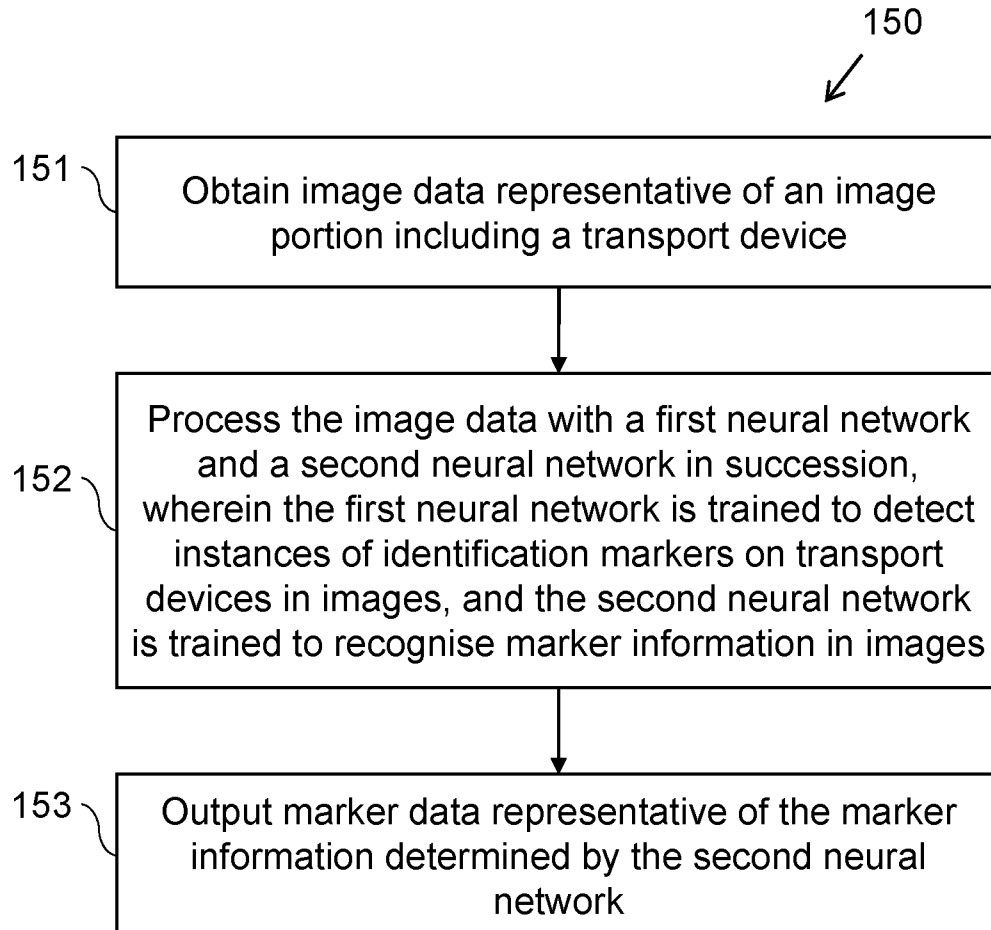 150
151
Obtain image data representative of an image
portion including a transport device
152
Process the image data with a first neural network
and a second neural network in succession,
wherein the first neural network is trained to detect
instances of identification markers on transport
devices in images, and the second neural network
is trained to recognise marker information in images
153
Output marker data representative of the marker
information determined by the second neural
network